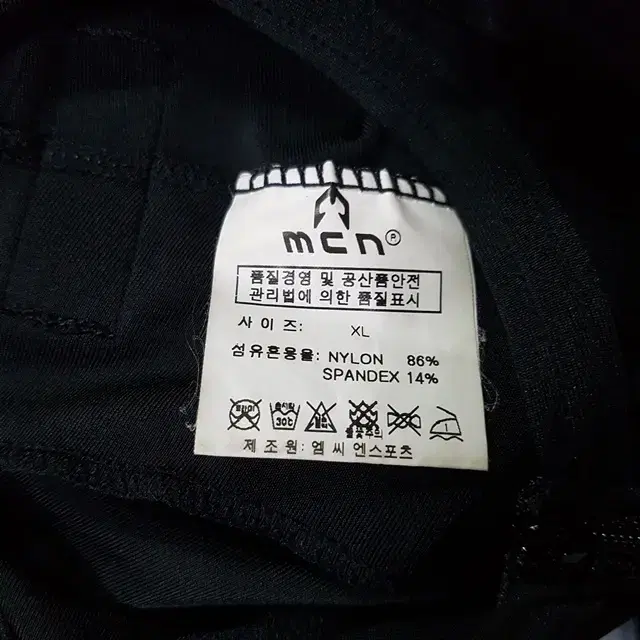 mcn®
품질경영 및 공산품안전
관리법에 의한 품질표시
사 이 즈: XL
섬유혼용율: NYLON 86%
SPANDEX 14%
30℃
제 조 원: 엠 씨 엔스포츠